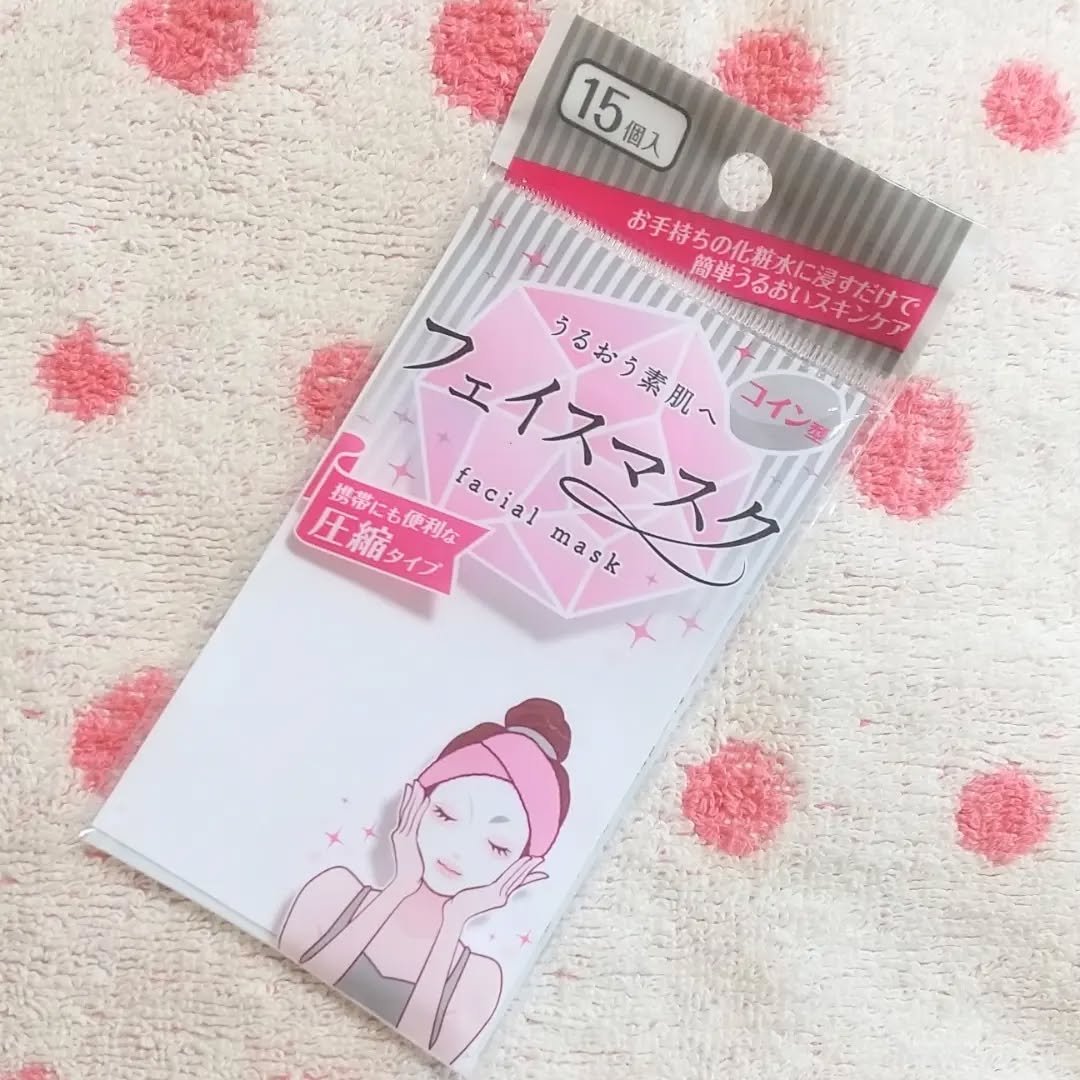 15個入
お手持ちの化粧水に浸すだけで
簡単うるおいスキンケア
うるおう素肌へ
コイン型
フェイスマスク
facial mask
携帯にも便利な
圧縮タイプ